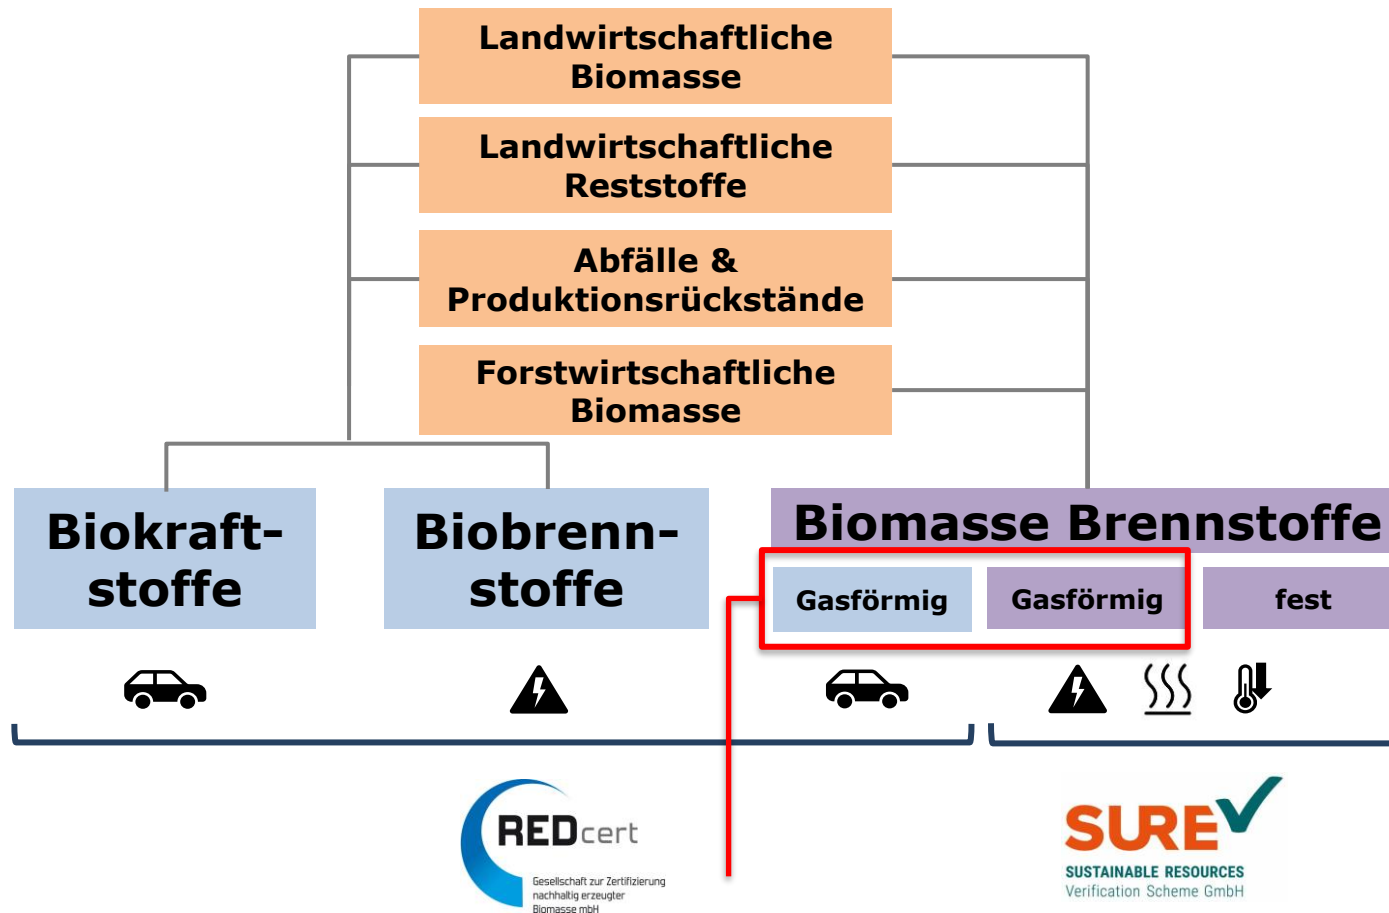 Landwirtschaftliche
Biomasse
Landwirtschaftliche
Reststoffe
Abfälle &
Produktionsrückstände
Forstwirtschaftliche
Biomasse
Biokraft-
stoffe
Biobrenn-
stoffe
Biomasse Brennstoffe
Gasförmig
Gasförmig
fest
REDcert
Gesellschaft zur Zertifizierung
nachhaltig erzeugter
Biomasse mbH
SURE
SUSTAINABLE RESOURCES
Verification Scheme GmbH